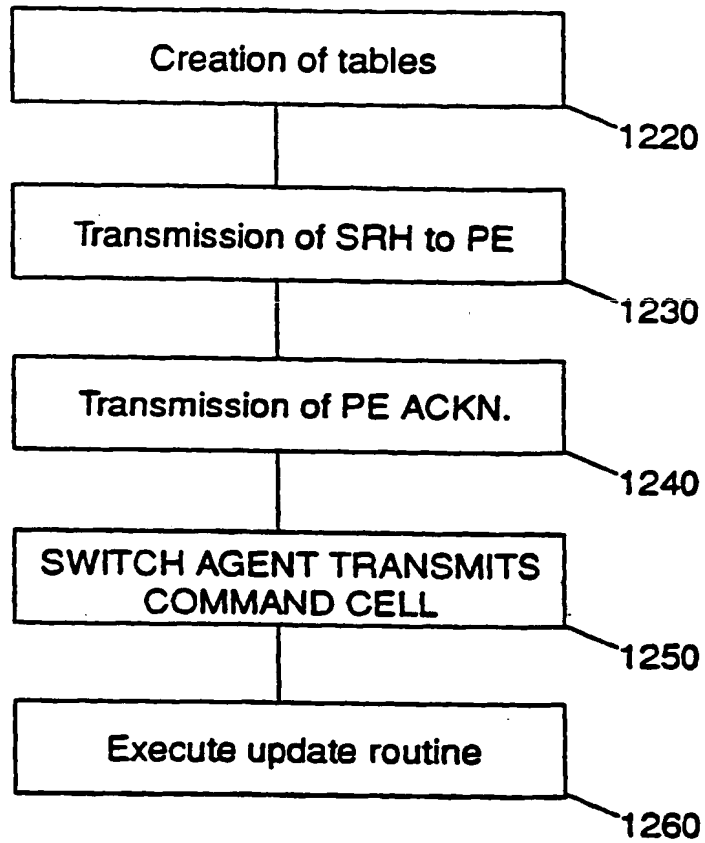 Creation of tables
1220
Transmission of SRH to PE
1230
Transmission of PE ACKN.
1240
SWITCH AGENT TRANSMITS
COMMAND CELL
1250
Execute update routine
1260